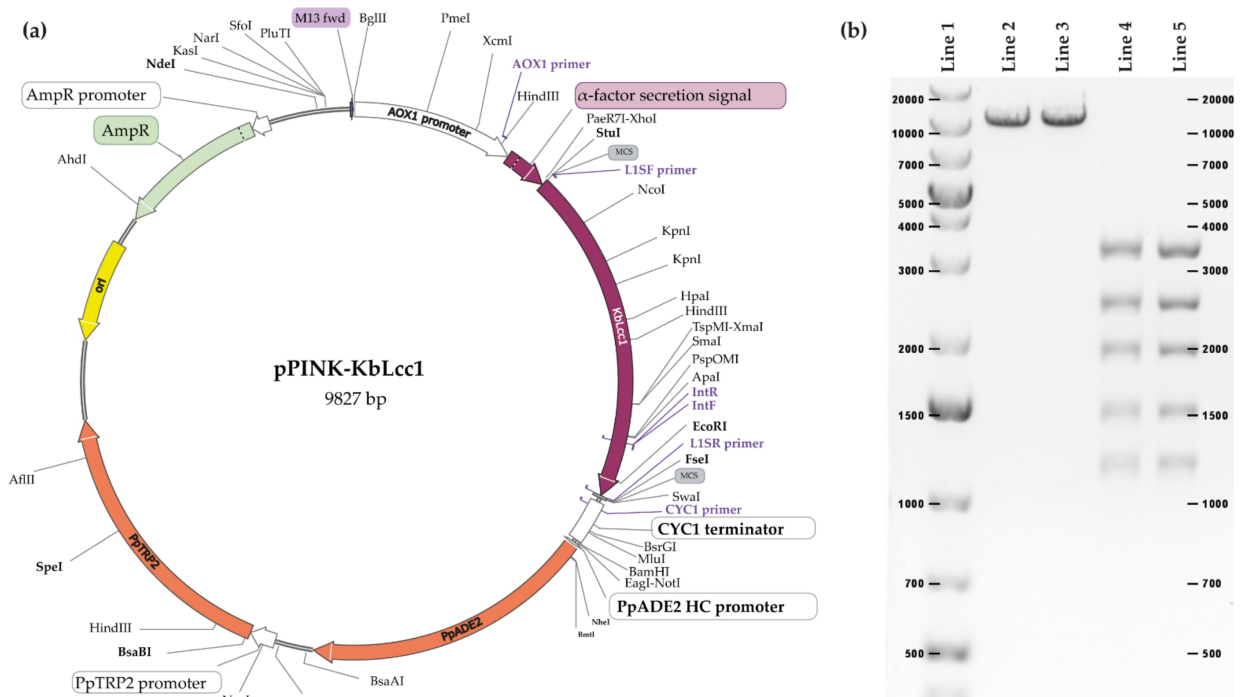 (a)
M13 fwd
BglII
PmeI
XcmI
AOX1 primer
HindIII
α-factor secretion signal
PaeR7I-XhoI
StuI
MCS
L1SF primer
NcoI
KpnI
KpnI
HpaI
HindIII
TspMI-XmaI
SmaI
PspOMI
ApaI
IntR
IntF
EcoRI
L1SR primer
FseI
MCS
SwaI
CYC1 primer
CYC1 terminator
BsrGI
MluI
BamHI
EagI-NotI
PpADE2 HC promoter
NheI
BmtI
BsaAI
PpTRP2 promoter
BsaBI
HindIII
SpeI
AflII
AhdI
AmpR
AmpR promoter
NdeI
KasI
NarI
SfoI
PluTI
AOX1 promoter
KbLcc1
PpADE2
PpTRP2
ori
pPINK-KbLcc1
9827 bp
(b)
Line 1
Line 2
Line 3
Line 4
Line 5
20000
10000
7000
5000
4000
3000
2000
1500
1000
700
500
20000
10000
7000
5000
4000
3000
2000
1500
1000
700
500